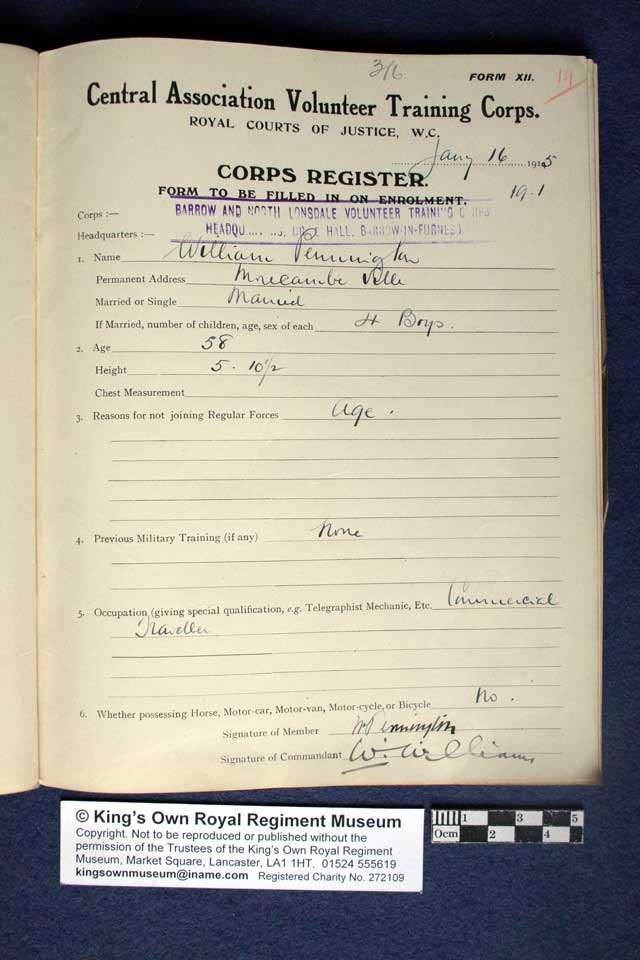 3/6
FORM XII.
19
Central Association Volunteer Training Corps.
ROYAL COURTS OF JUSTICE, W.C.
Jany 16 1915
CORPS REGISTER.
19.1
FORM TO BE FILLED IN ON ENROLMENT.
Corps :— BARROW AND NORTH LONSDALE VOLUNTEER TRAINING CORPS
Headquarters :— HALL, BARROW-IN-FURNESS
1. Name William Pennington
Permanent Address Morecambe Villa
Married or Single Married
If Married, number of children, age, sex of each 4 Boys.
2. Age 58
Height 5. 10 1/2
Chest Measurement
3. Reasons for not joining Regular Forces Age.
4. Previous Military Training (if any) None
5. Occupation (giving special qualification, e.g. Telegraphist Mechanic, Etc. Commercial
Traveller
6. Whether possessing Horse, Motor-car, Motor-van, Motor-cycle, or Bicycle No.
Signature of Member W Pennington
Signature of Commandant W. Williams
© King's Own Royal Regiment Museum
Copyright. Not to be reproduced or published without the
permission of the Trustees of the King's Own Royal Regiment
Museum, Market Square, Lancaster, LA1 1HT. 01524 555619
kingsownmuseum@iname.com Registered Charity No. 272109
1 3 5
0cm 2 4